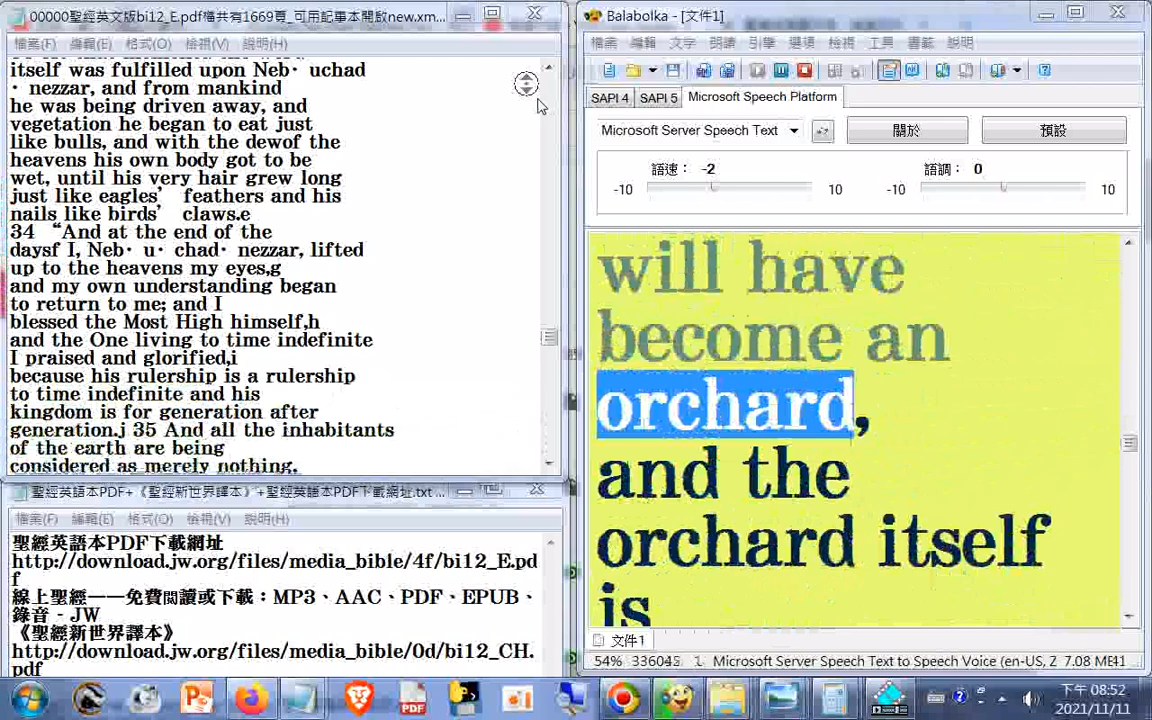 00000聖經英文版bi12_E.pdf檔共有1669頁_可用記事本開啟new.xm...
檔案(F) 編輯(E) 格式(O) 檢視(V) 說明(H)
itself was fulfilled upon Neb· uchad
· nezzar, and from mankind
he was being driven away, and
vegetation he began to eat just
like bulls, and with the dewof the
heavens his own body got to be
wet, until his very hair grew long
just like eagles’ feathers and his
nails like birds’ claws.e
34 “And at the end of the
daysf I, Neb· u· chad· nezzar, lifted
up to the heavens my eyes,g
and my own understanding began
to return to me; and I
blessed the Most High himself,h
and the One living to time indefinite
I praised and glorified,i
because his rulership is a rulership
to time indefinite and his
kingdom is for generation after
generation.j 35 And all the inhabitants
of the earth are being
considered as merely nothing,
聖經英語本PDF+《聖經新世界譯本》+聖經英語本PDF下載網址.txt ...
檔案(F) 編輯(E) 格式(O) 檢視(V) 說明(H)
聖經英語本PDF下載網址
http://download.jw.org/files/media_bible/4f/bi12_E.pd
f
線上聖經——免費閱讀或下載：MP3、AAC、PDF、EPUB、
錄音 - JW
《聖經新世界譯本》
http://download.jw.org/files/media_bible/0d/bi12_CH.
pdf
Balabolka - [文件1]
檔案 編輯 文字 朗讀 引擎 選項 檢視 工具 書籤 說明
SAPI 4 SAPI 5 Microsoft Speech Platform
Microsoft Server Speech Text 關於 預設
語速： -2 語調： 0
-10 10 -10 10
will have
become an
orchard,
and the
orchard itself
is
文件1
54% Microsoft Server Speech Text to Speech Voice (en-US, Z 7.08 ME
下午 08:52
2021/11/11